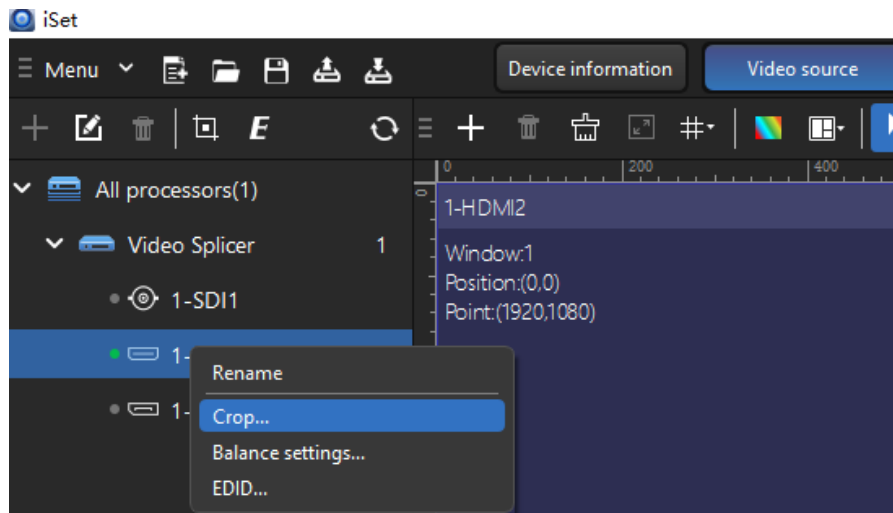 iSet
Menu
Device information
Video source
E
0 200 400
0
All processors(1)
1-HDMI2
Video Splicer 1
Window:1
Position:(0,0)
Point:(1920,1080)
1-SDI1
1-
Rename
1-
Crop...
Balance settings...
EDID...